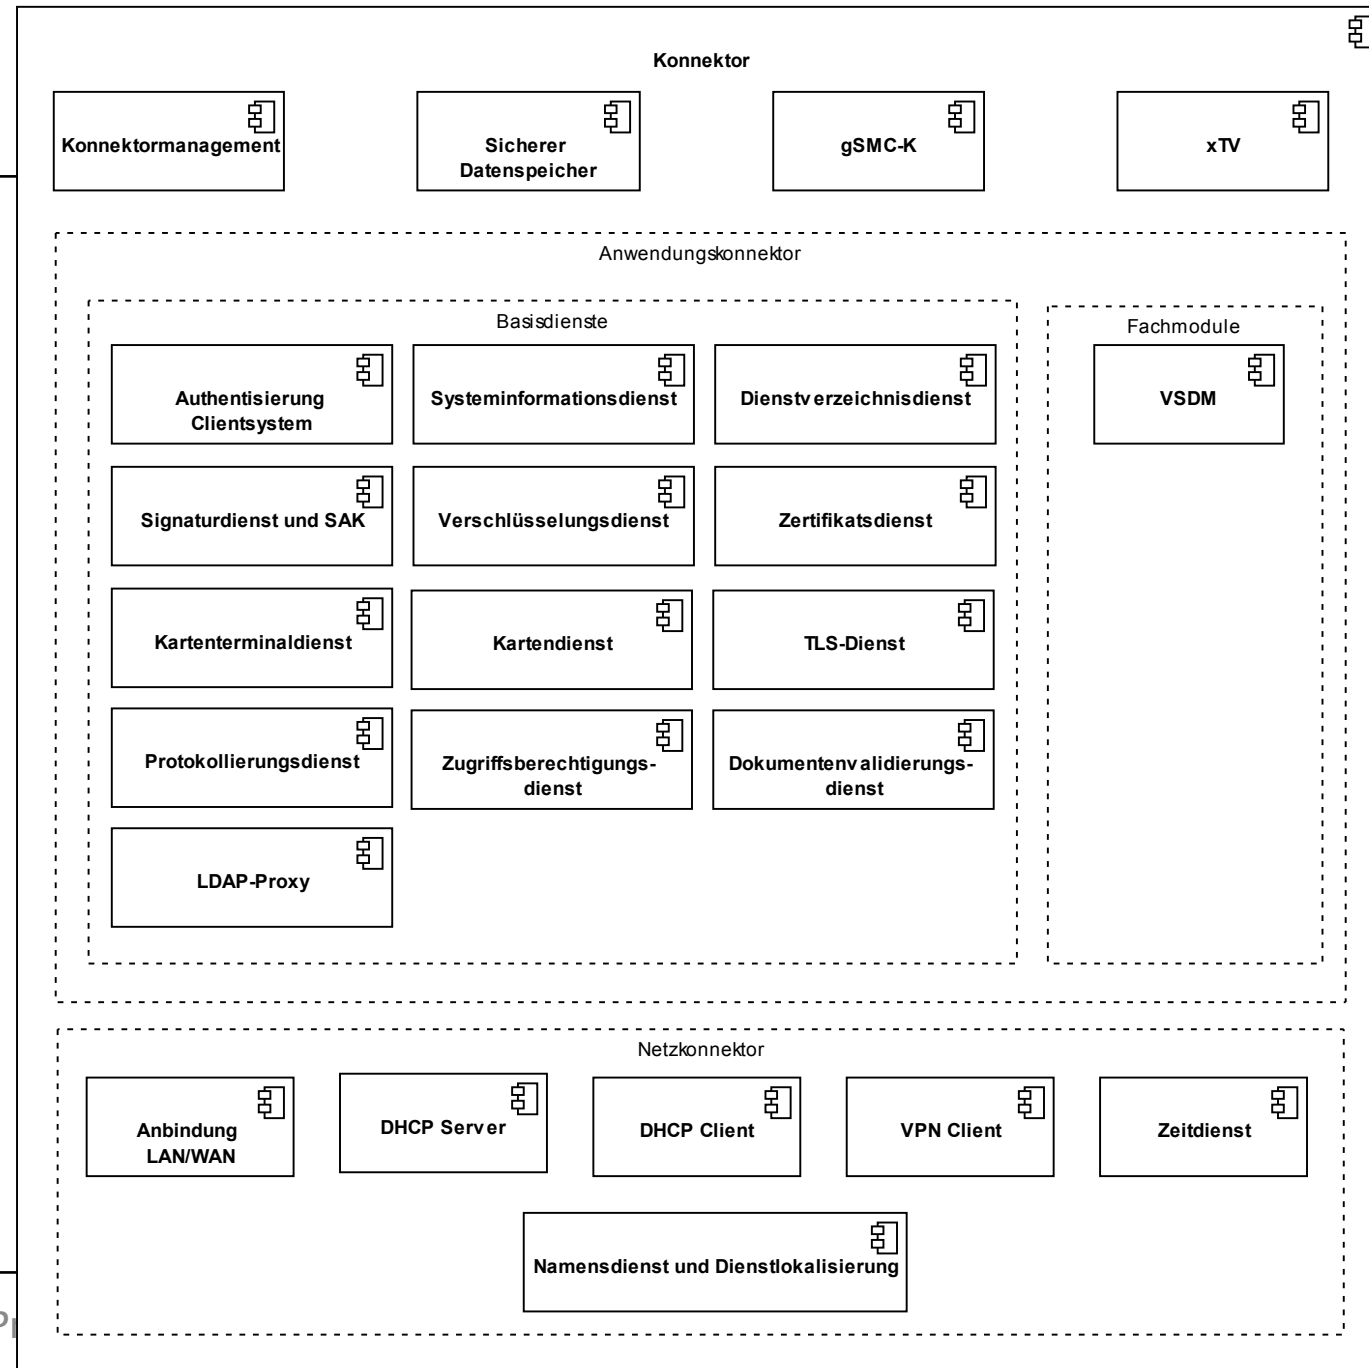 Konnektor
Konnektormanagement
Sicherer
Datenspeicher
gSMC-K
xTV
Anwendungskonnektor
Basisdienste
Fachmodule
Authentisierung
Clientsystem
Systeminformationsdienst
Dienstverzeichnisdienst
VSDM
Signaturdienst und SAK
Verschlüsselungsdienst
Zertifikatsdienst
Kartenterminaldienst
Kartendienst
TLS-Dienst
Protokollierungsdienst
Zugriffsberechtigungs-
dienst
Dokumentenvalidierungs-
dienst
LDAP-Proxy
Netzkonnektor
Anbindung
LAN/WAN
DHCP Server
DHCP Client
VPN Client
Zeitdienst
Namensdienst und Dienstlokalisierung